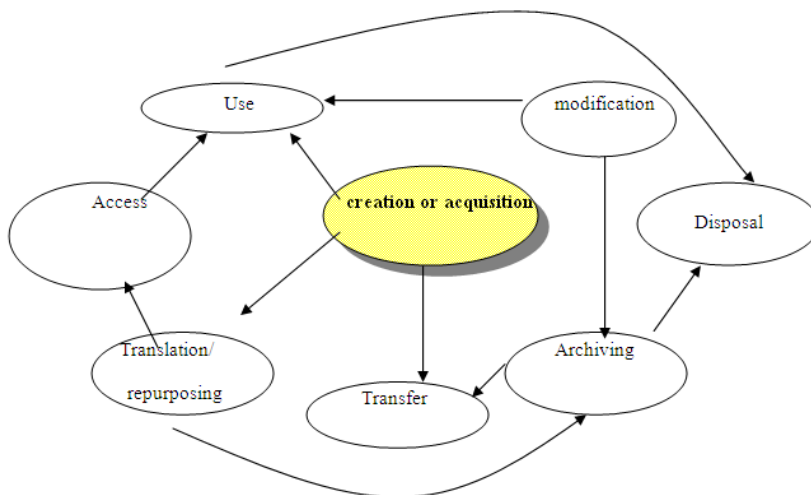 Use
modification
Access
creation or acquisition
Disposal
Translation/
repurposing
Archiving
Transfer